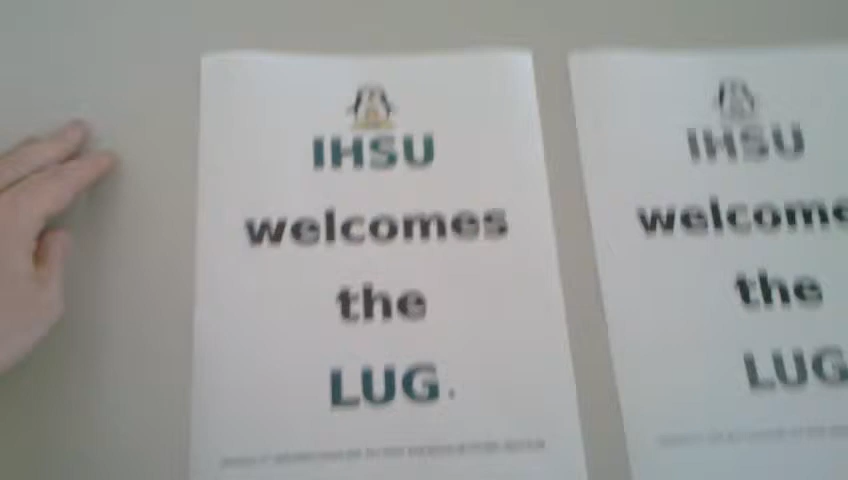 IHSU
welcomes
the
LUG.
IHSU
welcome
the
LUG